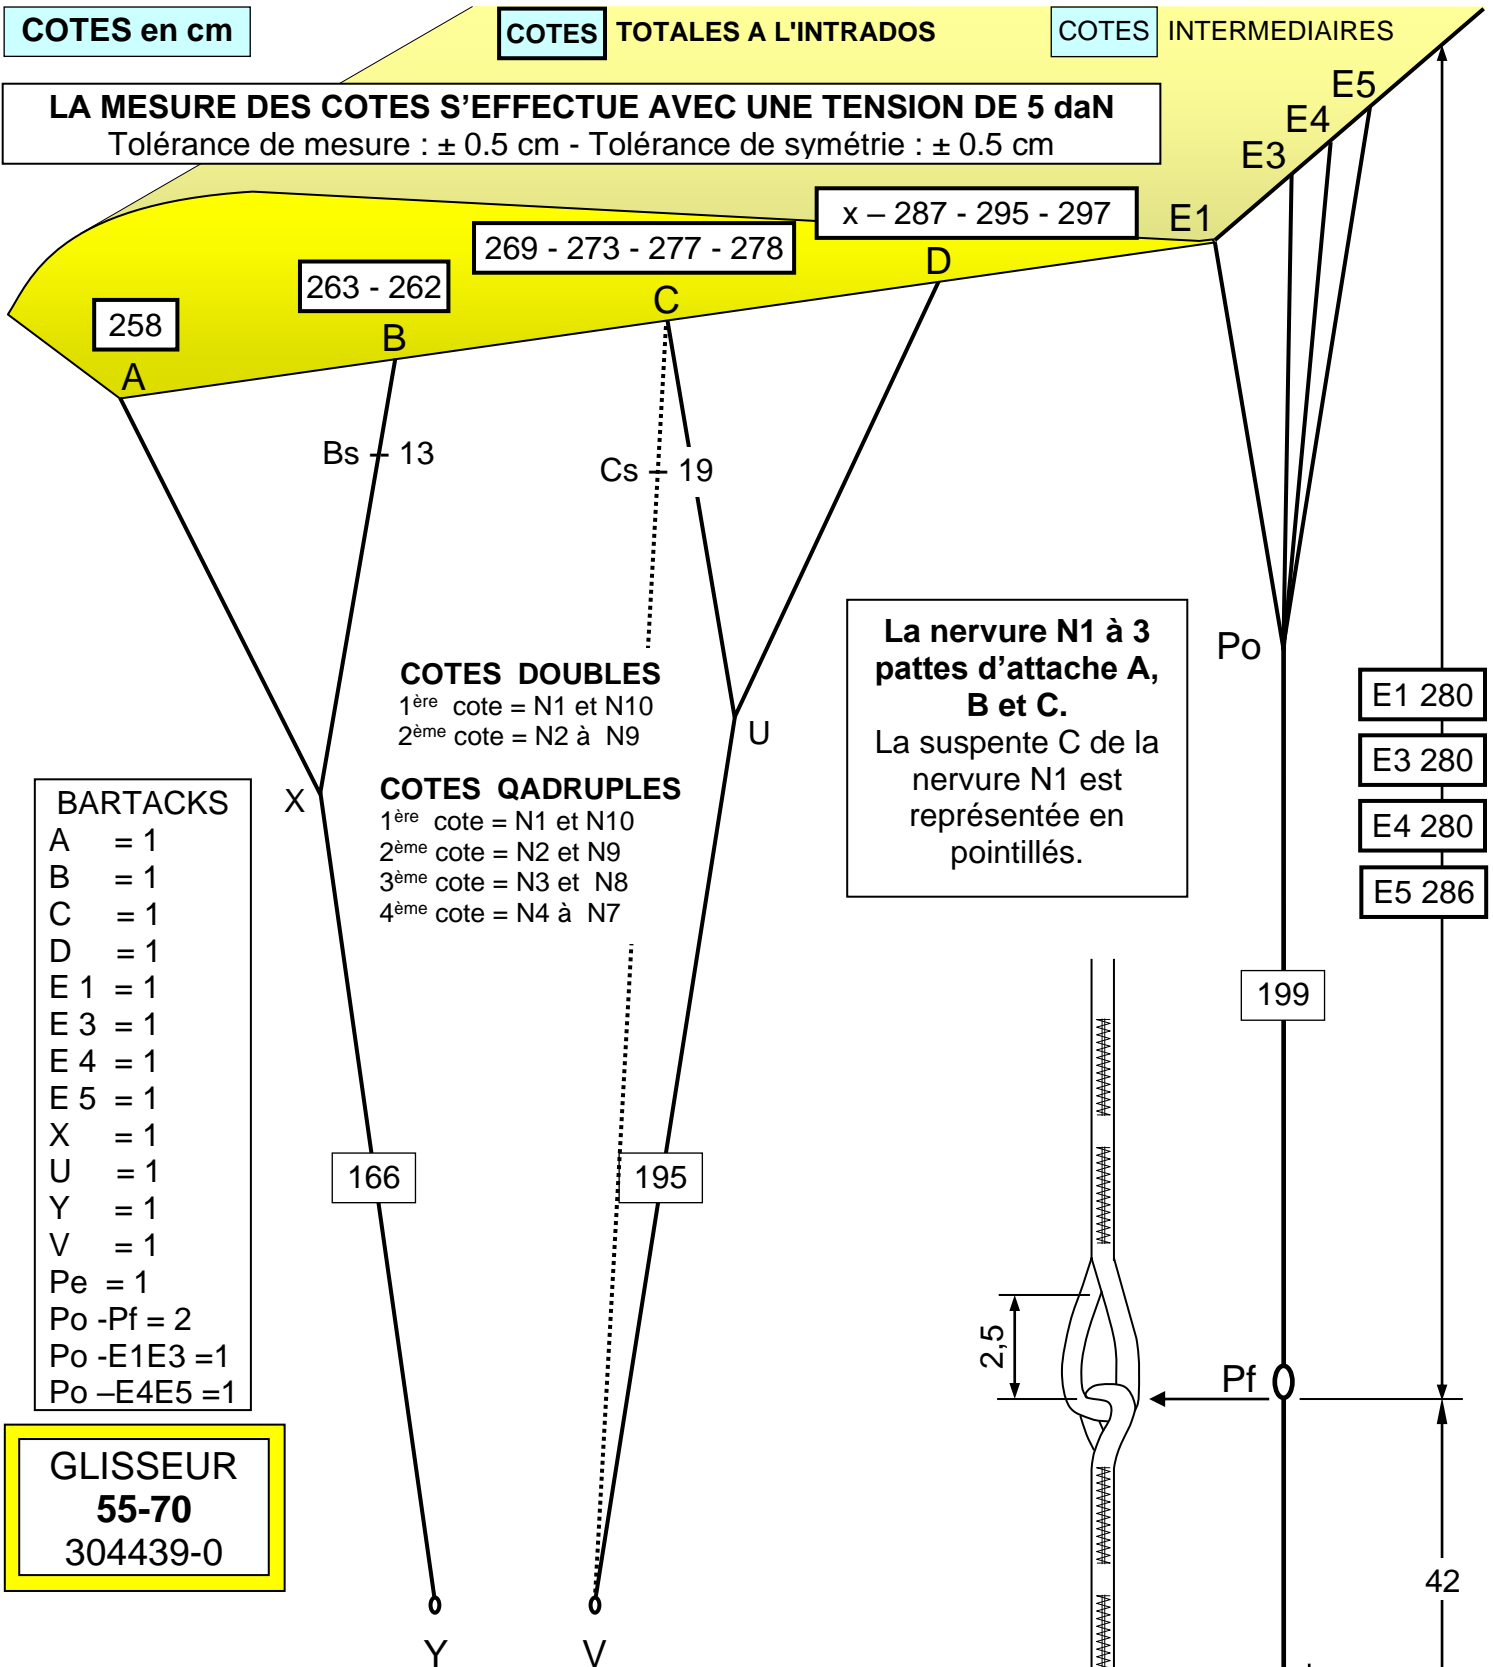 COTES en cm
COTES TOTALES A L'INTRADOS
COTES INTERMEDIAIRES
LA MESURE DES COTES S’EFFECTUE AVEC UNE TENSION DE 5 daN
Tolérance de mesure : ± 0.5 cm - Tolérance de symétrie : ± 0.5 cm
E5
E4
E3
E1
x – 287 - 295 - 297
269 - 273 - 277 - 278
263 - 262
258
D
C
B
A
Bs – 13
Cs – 19
COTES DOUBLES
1ère cote = N1 et N10
2ème cote = N2 à N9
COTES QADRUPLES
1ère cote = N1 et N10
2ème cote = N2 et N9
3ème cote = N3 et N8
4ème cote = N4 à N7
U
X
La nervure N1 à 3
pattes d’attache A,
B et C.
La suspente C de la
nervure N1 est
représentée en
pointillés.
Po
E1 280
E3 280
E4 280
E5 286
BARTACKS
A = 1
B = 1
C = 1
D = 1
E 1 = 1
E 3 = 1
E 4 = 1
E 5 = 1
X = 1
U = 1
Y = 1
V = 1
Pe = 1
Po -Pf = 2
Po -E1E3 =1
Po –E4E5 =1
199
166
195
2,5
Pf
GLISSEUR
55-70
304439-0
42
Y
V